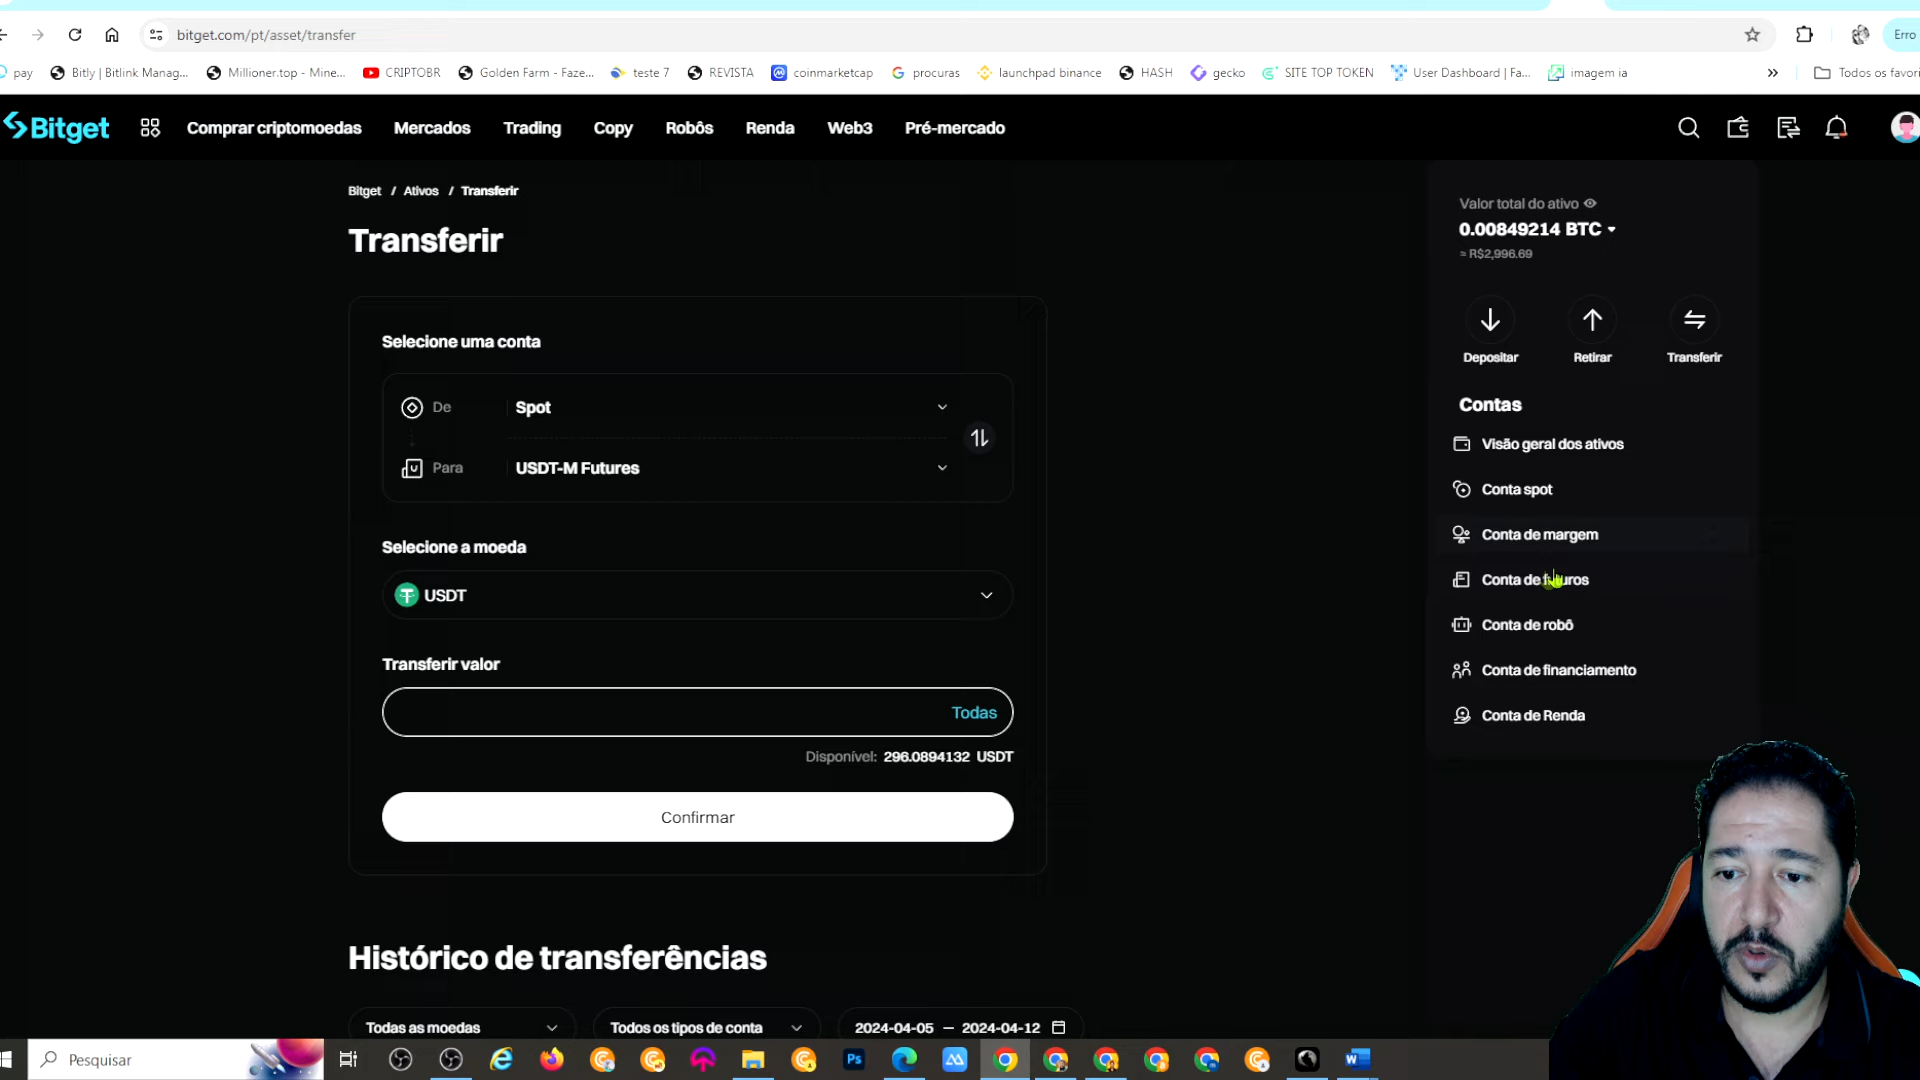 bitget.com/pt/asset/transfer
Erro
pay
Bitly | Bitlink Manag...
Millioner.top - Mine...
CRIPTOBR
Golden Farm - Faze...
teste 7
REVISTA
coinmarketcap
procuras
launchpad binance
HASH
gecko
SITE TOP TOKEN
User Dashboard | Fa...
imagem ia
Todos os favori
Bitget
Comprar criptomoedas
Mercados
Trading
Copy
Robôs
Renda
Web3
Pré-mercado
Bitget / Ativos / Transferir
Transferir
Selecione uma conta
De
Spot
Para
USDT-M Futures
Selecione a moeda
USDT
Transferir valor
Todas
Disponível: 296.0894132 USDT
Confirmar
Histórico de transferências
Todas as moedas
Todos os tipos de conta
2024-04-05 — 2024-04-12
Valor total do ativo
0.00849214 BTC
≈ R$2,996.69
Depositar
Retirar
Transferir
Contas
Visão geral dos ativos
Conta spot
Conta de margem
Conta de futuros
Conta de robô
Conta de financiamento
Conta de Renda
Pesquisar
Ps